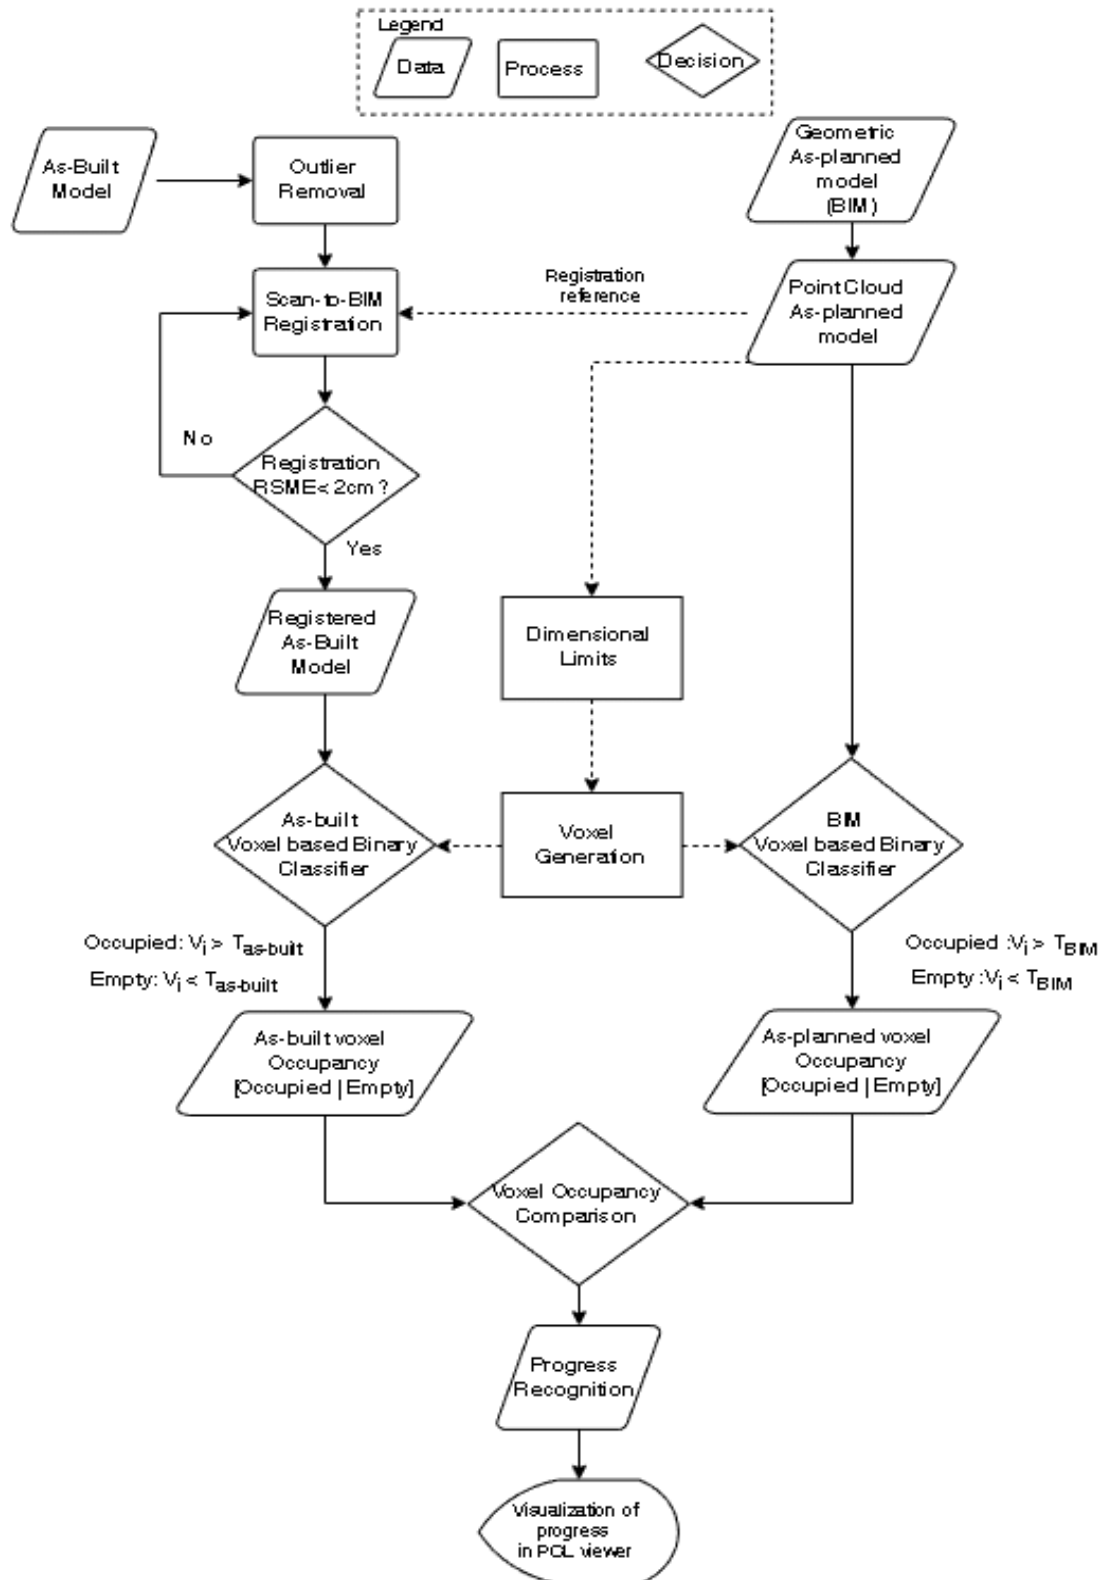 Legend
Data
Process
Decision
As-Built
Model
Outlier
Removal
Geometric
As-planned
model
(BIM)
Scan-to-BIM
Registration
Registration
reference
Point Cloud
As-planned
model
No
Registration
RSME< 2cm ?
Yes
Registered
As-Built
Model
Dimensional
Limits
As-built
Voxel based Binary
Classifier
Voxel
Generation
BIM
Voxel based Binary
Classifier
Occupied: Vi > Tas-built
Empty: Vi < Tas-built
Occupied :Vi > TBIM
Empty :Vi < TBIM
As-built voxel
Occupancy
[Occupied | Empty]
As-planned voxel
Occupancy
[Occupied | Empty]
Voxel Occupancy
Comparison
Progress
Recognition
Visualization of
progress
in PCL viewer